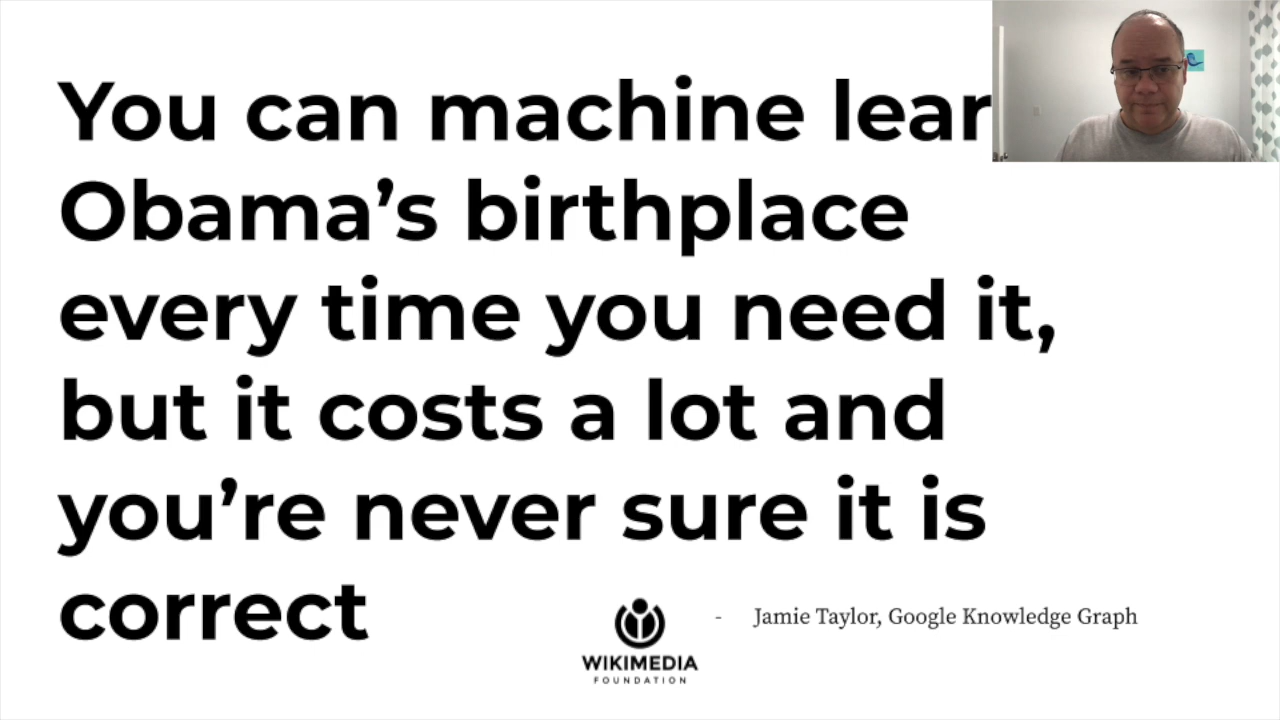 You can machine lear
Obama’s birthplace
every time you need it,
but it costs a lot and
you’re never sure it is
correct
- Jamie Taylor, Google Knowledge Graph
WIKIMEDIA
FOUNDATION